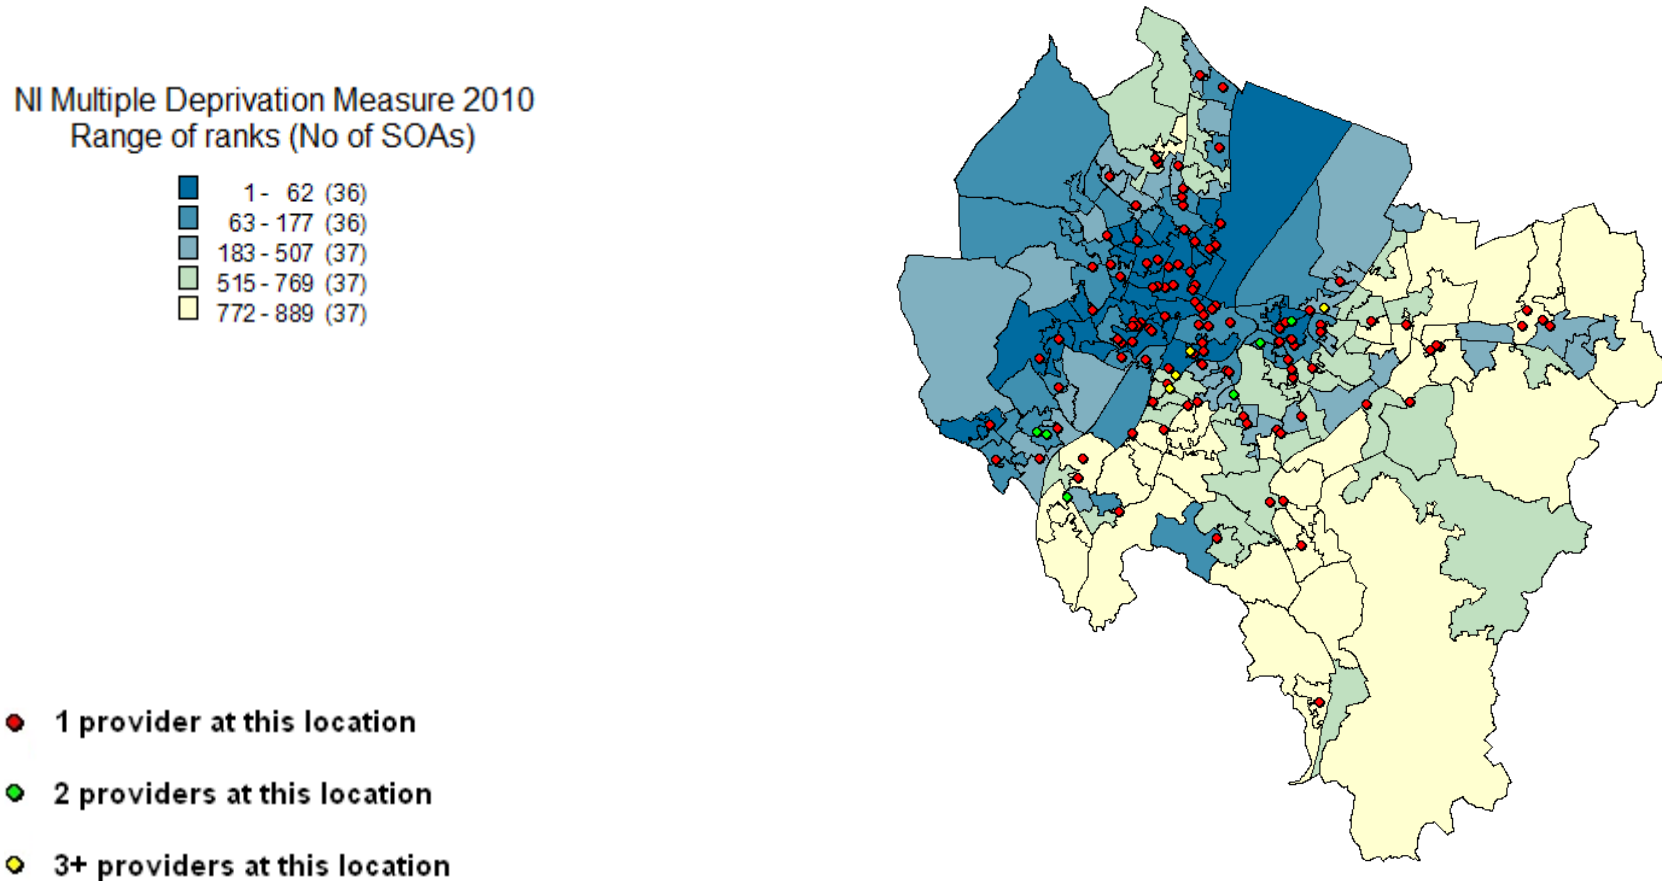 NI Multiple Deprivation Measure 2010
Range of ranks (No of SOAs)
1 - 62 (36)
63 - 177 (36)
183 - 507 (37)
515 - 769 (37)
772 - 889 (37)
1 provider at this location
2 providers at this location
3+ providers at this location